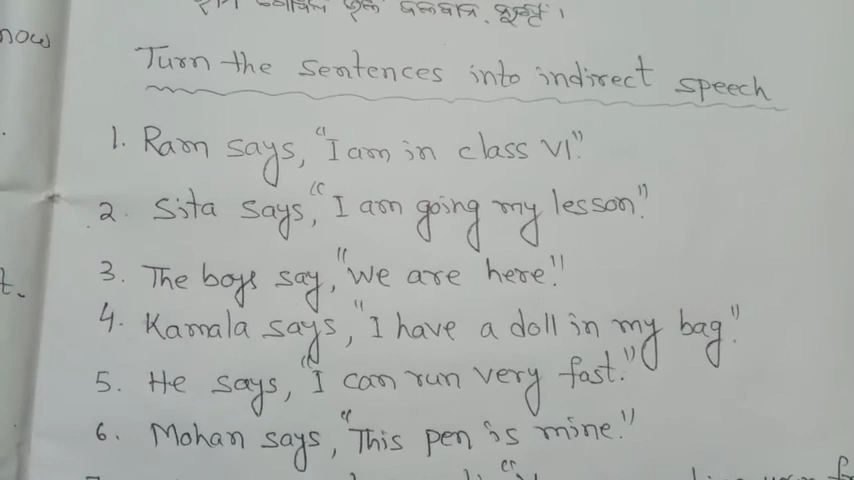 now
Turn the sentences into indirect speech
1. Ram says, "I am in class VI."
2. Sita says, "I am going my lesson."
3. The boys say, "We are here."
4. Kamala says, "I have a doll in my bag."
5. He says, "I can run very fast."
6. Mohan says, "This pen is mine."